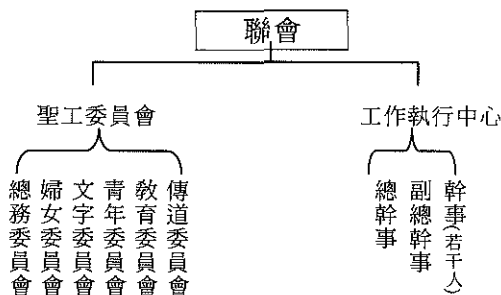 聯會
聖工委員會
工作執行中心
總務委員會
婦女委員會
文字委員會
青年委員會
教育委員會
傳道委員會
總幹事
副總幹事
幹事(若干人)